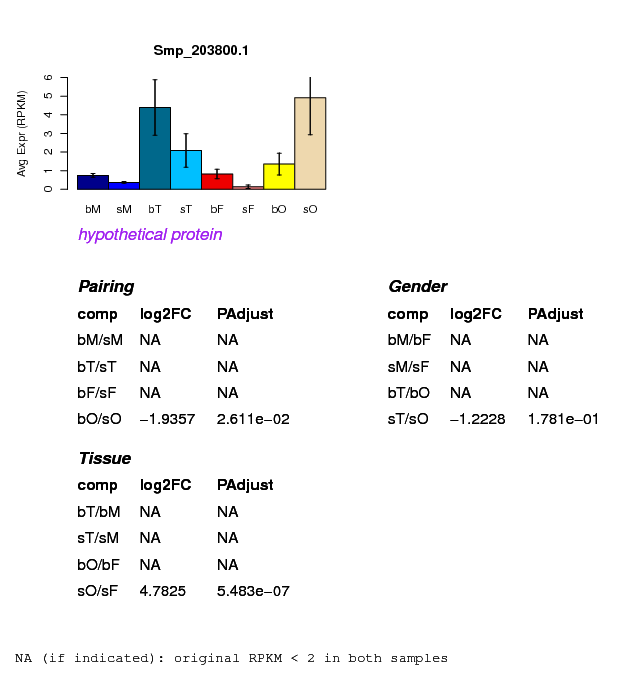 Smp_203800.1
Avg Expr (RPKM)
0 1 2 3 4 5 6
bM sM bT sT bF sF bO sO
hypothetical protein
Pairing
comp log2FC PAdjust
bM/sM NA NA
bT/sT NA NA
bF/sF NA NA
bO/sO −1.9357 2.611e−02
Gender
comp log2FC PAdjust
bM/bF NA NA
sM/sF NA NA
bT/bO NA NA
sT/sO −1.2228 1.781e−01
Tissue
comp log2FC PAdjust
bT/bM NA NA
sT/sM NA NA
bO/bF NA NA
sO/sF 4.7825 5.483e−07
NA (if indicated): original RPKM < 2 in both samples